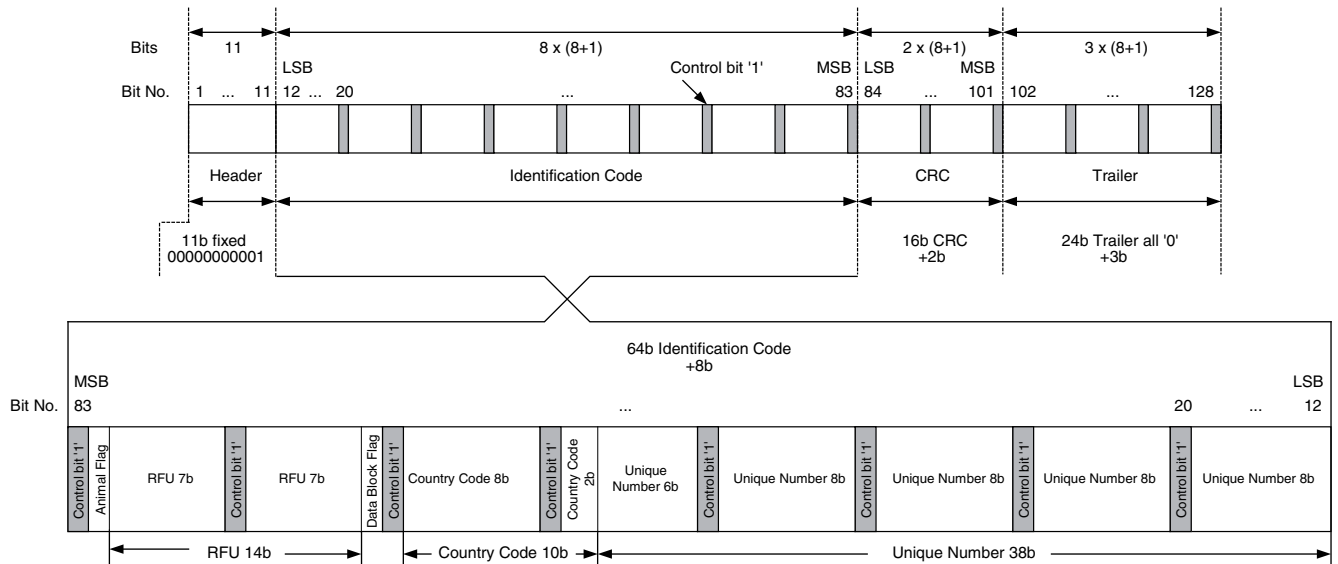 Bits 11 8 x (8+1) 2 x (8+1) 3 x (8+1)
LSB Control bit '1' MSB LSB MSB
Bit No. 1 ... 11 12 ... 20 ... 83 84 ... 101 102 ... 128
Header Identification Code CRC Trailer
11b fixed 16b CRC 24b Trailer all '0'
00000000001 +2b +3b
64b Identification Code
+8b
MSB LSB
Bit No. 83 ... 20 ... 12
Control bit '1'
Animal Flag
RFU 7b
Control bit '1'
RFU 7b
Data Block Flag
Control bit '1'
Country Code 8b
Control bit '1'
Country Code
2b
Unique
Number 6b
Control bit '1'
Unique Number 8b
Control bit '1'
Unique Number 8b
Control bit '1'
Unique Number 8b
Control bit '1'
Unique Number 8b
RFU 14b Country Code 10b Unique Number 38b